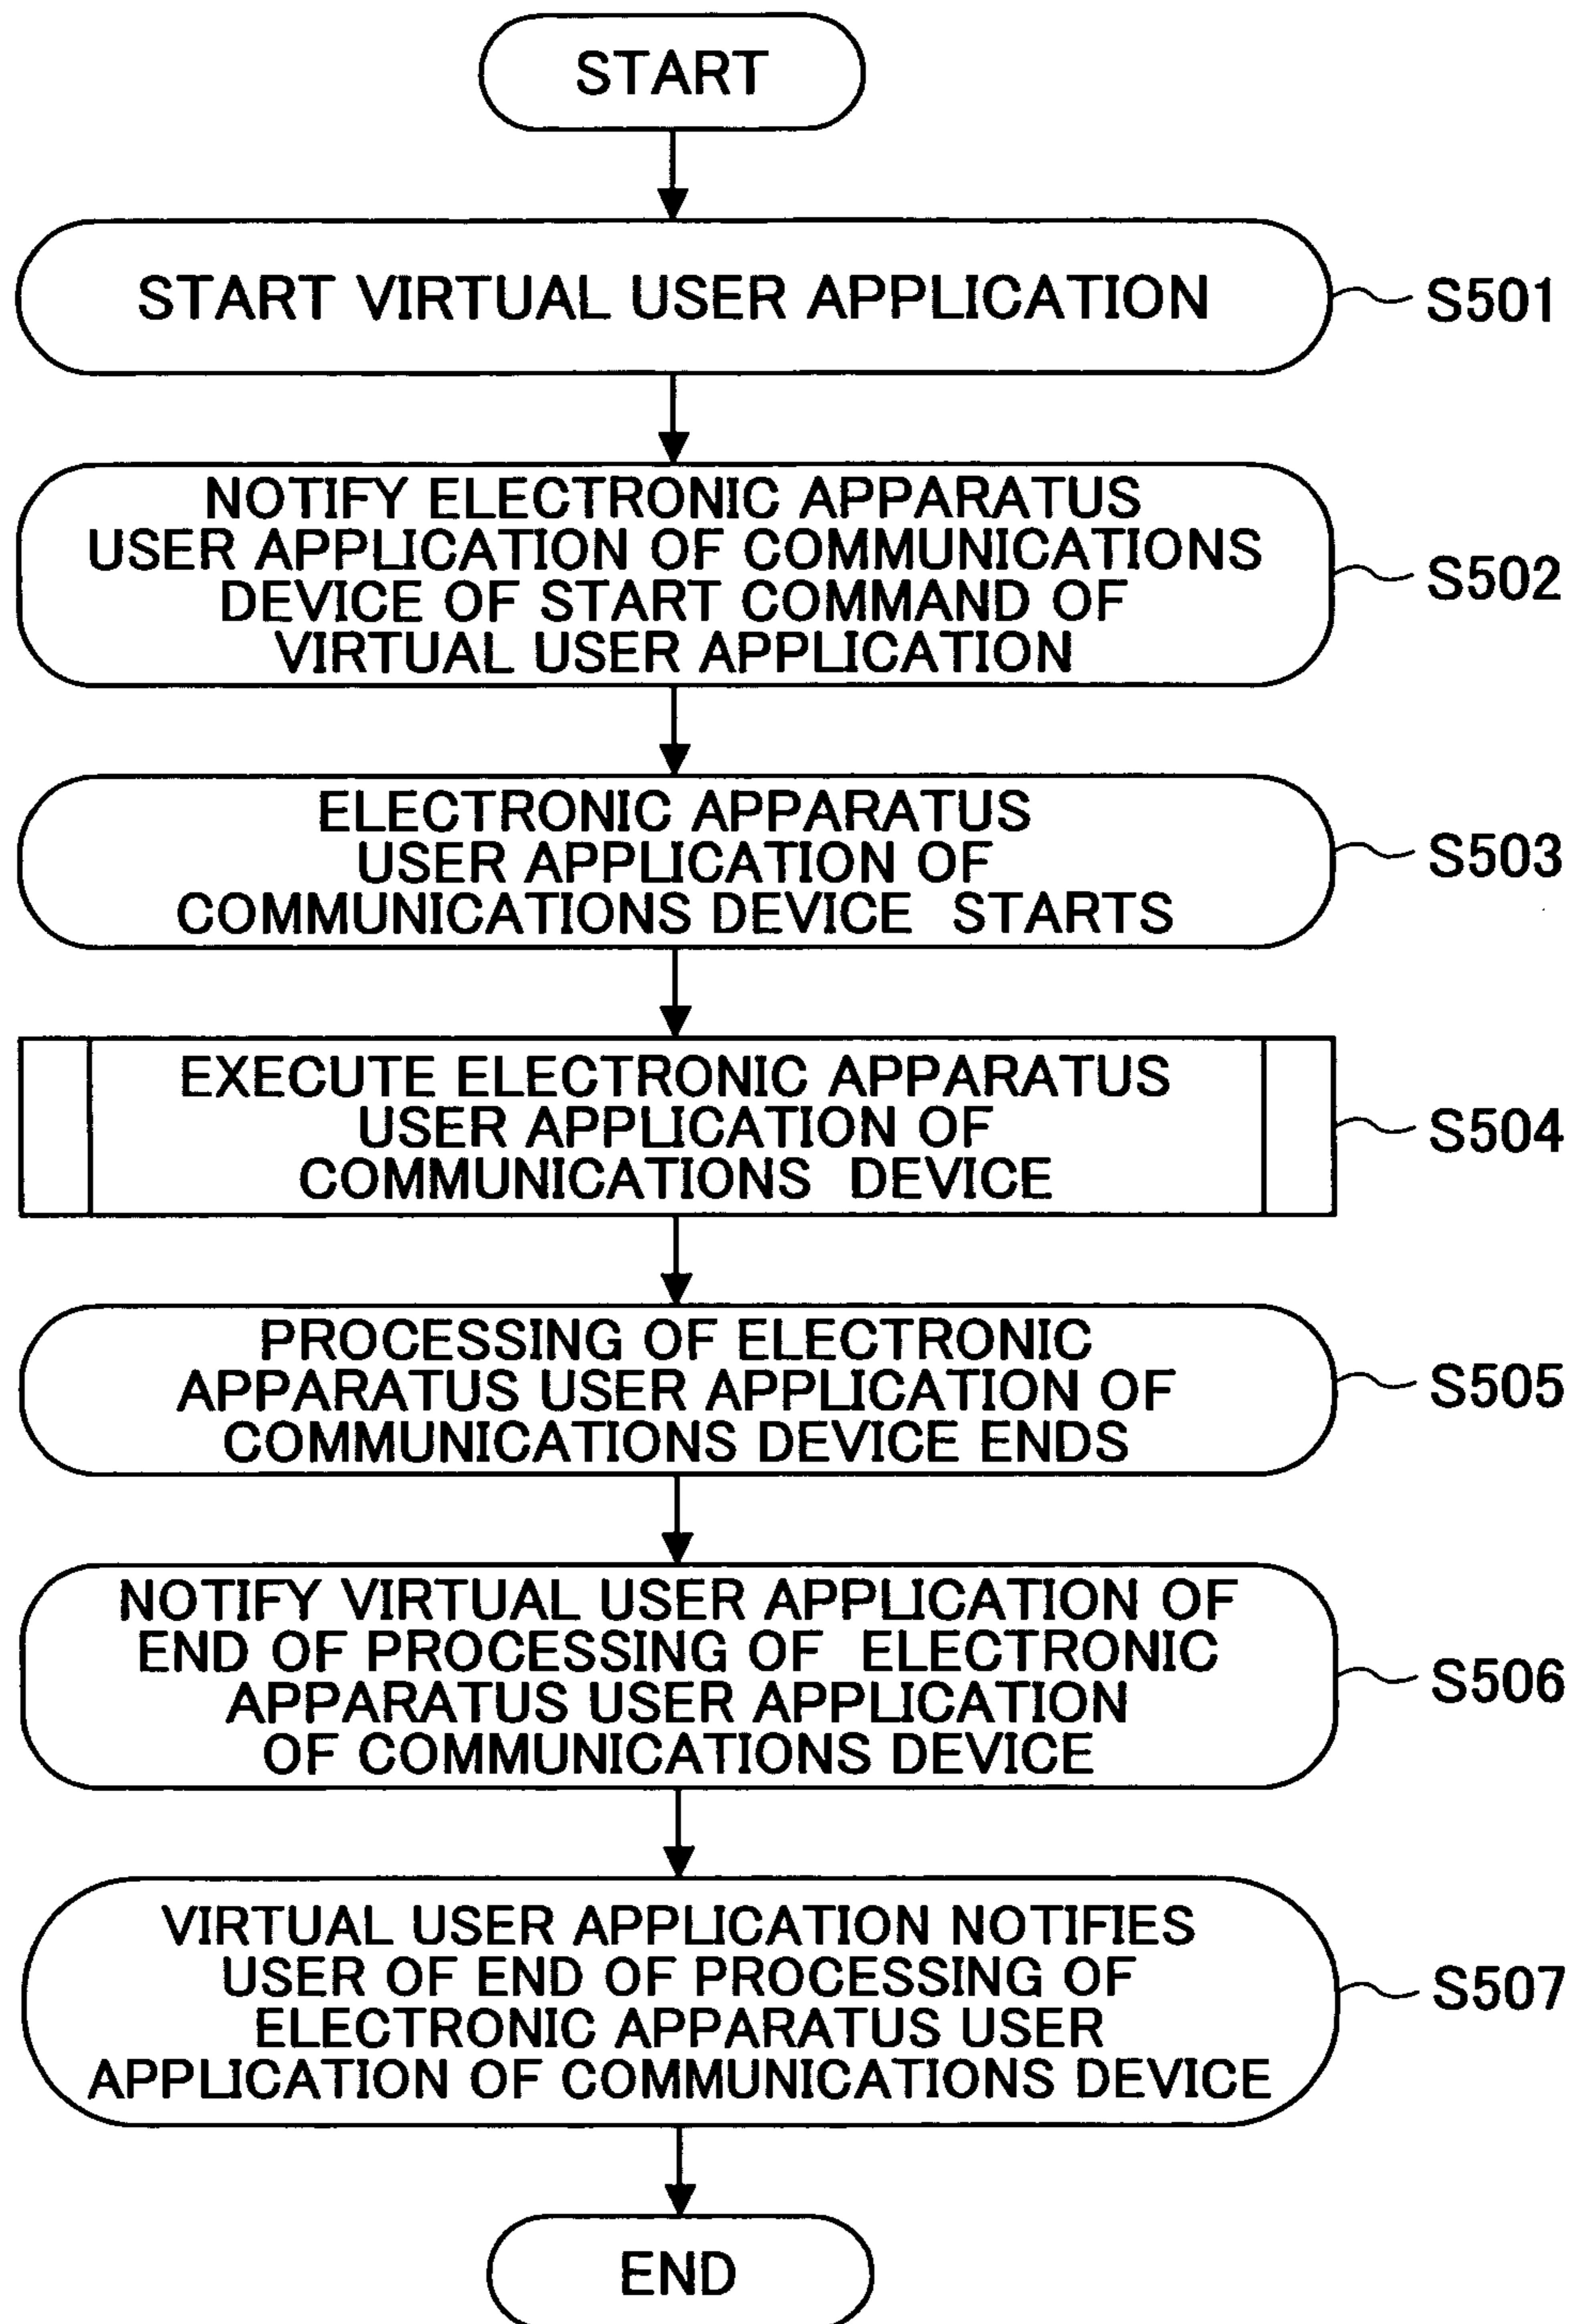 START
START VIRTUAL USER APPLICATION
S501
NOTIFY ELECTRONIC APPARATUS
USER APPLICATION OF COMMUNICATIONS
DEVICE OF START COMMAND OF
VIRTUAL USER APPLICATION
S502
ELECTRONIC APPARATUS
USER APPLICATION OF
COMMUNICATIONS DEVICE STARTS
S503
EXECUTE ELECTRONIC APPARATUS
USER APPLICATION OF
COMMUNICATIONS DEVICE
S504
PROCESSING OF ELECTRONIC
APPARATUS USER APPLICATION OF
COMMUNICATIONS DEVICE ENDS
S505
NOTIFY VIRTUAL USER APPLICATION OF
END OF PROCESSING OF ELECTRONIC
APPARATUS USER APPLICATION
OF COMMUNICATIONS DEVICE
S506
VIRTUAL USER APPLICATION NOTIFIES
USER OF END OF PROCESSING OF
ELECTRONIC APPARATUS USER
APPLICATION OF COMMUNICATIONS DEVICE
S507
END